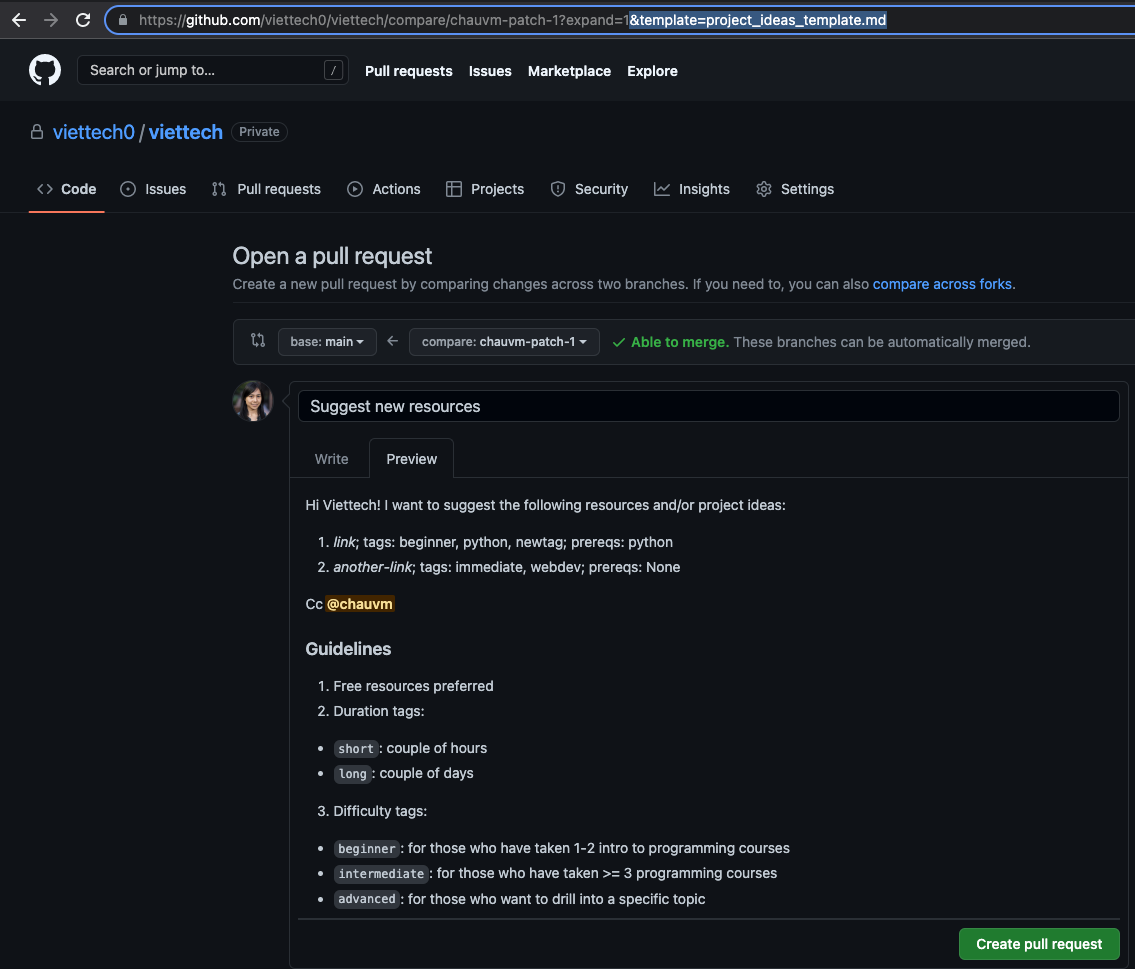 https://github.com/viettech0/viettech/compare/chauvm-patch-1?expand=1&template=project_ideas_template.md
Search or jump to... / Pull requests Issues Marketplace Explore
viettech0 / viettech Private
Code Issues Pull requests Actions Projects Security Insights Settings
Open a pull request
Create a new pull request by comparing changes across two branches. If you need to, you can also compare across forks.
base: main compare: chauvm-patch-1 Able to merge. These branches can be automatically merged.
Suggest new resources
Write Preview
Hi Viettech! I want to suggest the following resources and/or project ideas:
1. link; tags: beginner, python, newtag; prereqs: python
2. another-link; tags: immediate, webdev; prereqs: None
Cc @chauvm
Guidelines
1. Free resources preferred
2. Duration tags:
• short: couple of hours
• long: couple of days
3. Difficulty tags:
• beginner: for those who have taken 1-2 intro to programming courses
• intermediate: for those who have taken >= 3 programming courses
• advanced: for those who want to drill into a specific topic
Create pull request